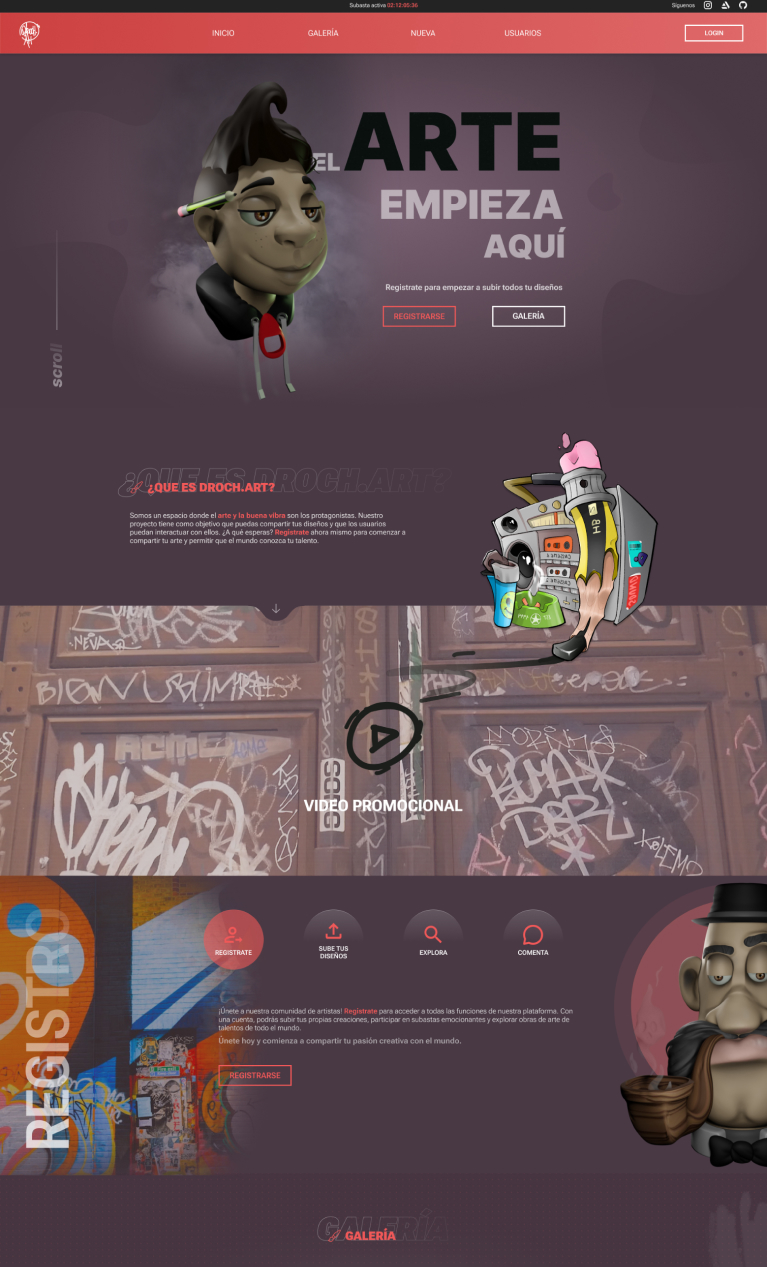 Subasta activa 02:12:05:36
Síguenos
INICIO
GALERÍA
NUEVA
USUARIOS
LOGIN
EL ARTE
EMPIEZA
AQUÍ
Registrate para empezar a subir todos tu diseños
REGISTRARSE
GALERÍA
scroll
¿QUE ES DROCH.ART?
¿QUE ES DROCH.ART?
Somos un espacio donde el arte y la buena vibra son los protagonistas. Nuestro
proyecto tiene como objetivo que puedas compartir tus diseños y que los usuarios
puedan interactuar con ellos. ¿A qué esperas? Registrate ahora mismo para comenzar a
compartir tu arte y permitir que el mundo conozca tu talento.
8H
NEVA
ACME
VIDEO PROMOCIONAL
REGISTRO
REGISTRATE
SUBE TUS
DISEÑOS
EXPLORA
COMENTA
¡Únete a nuestra comunidad de artistas! Registrate para acceder a todas las funciones de nuestra plataforma. Con
una cuenta, podrás subir tus propias creaciones, participar en subastas emocionantes y explorar obras de arte de
talentos de todo el mundo.
Únete hoy y comienza a compartir tu pasión creativa con el mundo.
REGISTRARSE
GALERÍA
GALERÍA